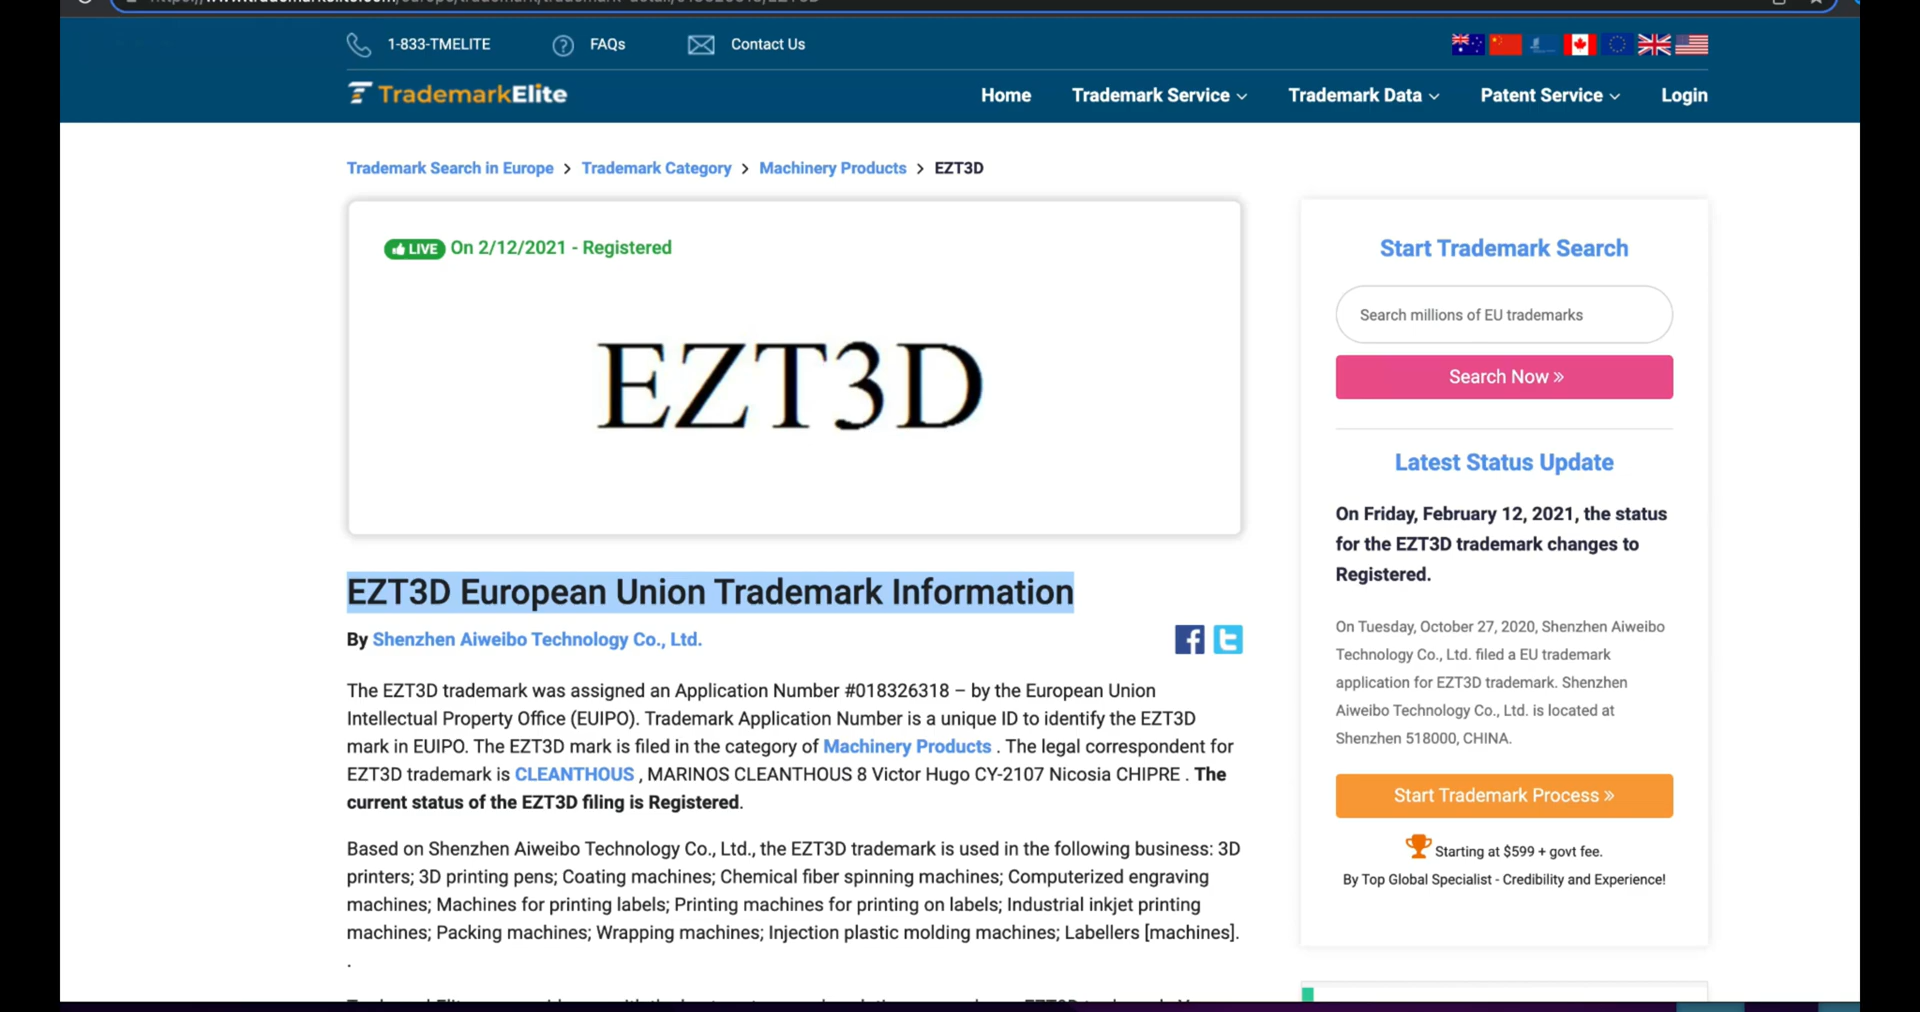 1-833-TMELITE FAQs Contact Us
TrademarkElite Home Trademark Service Trademark Data Patent Service Login
Trademark Search in Europe > Trademark Category > Machinery Products > EZT3D
LIVE On 2/12/2021 - Registered
EZT3D
EZT3D European Union Trademark Information
By Shenzhen Aiweibo Technology Co., Ltd.
The EZT3D trademark was assigned an Application Number #018326318 – by the European Union
Intellectual Property Office (EUIPO). Trademark Application Number is a unique ID to identify the EZT3D
mark in EUIPO. The EZT3D mark is filed in the category of Machinery Products . The legal correspondent for
EZT3D trademark is CLEANTHOUS , MARINOS CLEANTHOUS 8 Victor Hugo CY-2107 Nicosia CHIPRE . The
current status of the EZT3D filing is Registered.
Based on Shenzhen Aiweibo Technology Co., Ltd., the EZT3D trademark is used in the following business: 3D
printers; 3D printing pens; Coating machines; Chemical fiber spinning machines; Computerized engraving
machines; Machines for printing labels; Printing machines for printing on labels; Industrial inkjet printing
machines; Packing machines; Wrapping machines; Injection plastic molding machines; Labellers [machines].
.
Start Trademark Search
Search millions of EU trademarks
Search Now »
Latest Status Update
On Friday, February 12, 2021, the status
for the EZT3D trademark changes to
Registered.
On Tuesday, October 27, 2020, Shenzhen Aiweibo
Technology Co., Ltd. filed a EU trademark
application for EZT3D trademark. Shenzhen
Aiweibo Technology Co., Ltd. is located at
Shenzhen 518000, CHINA.
Start Trademark Process »
Starting at $599 + govt fee.
By Top Global Specialist - Credibility and Experience!